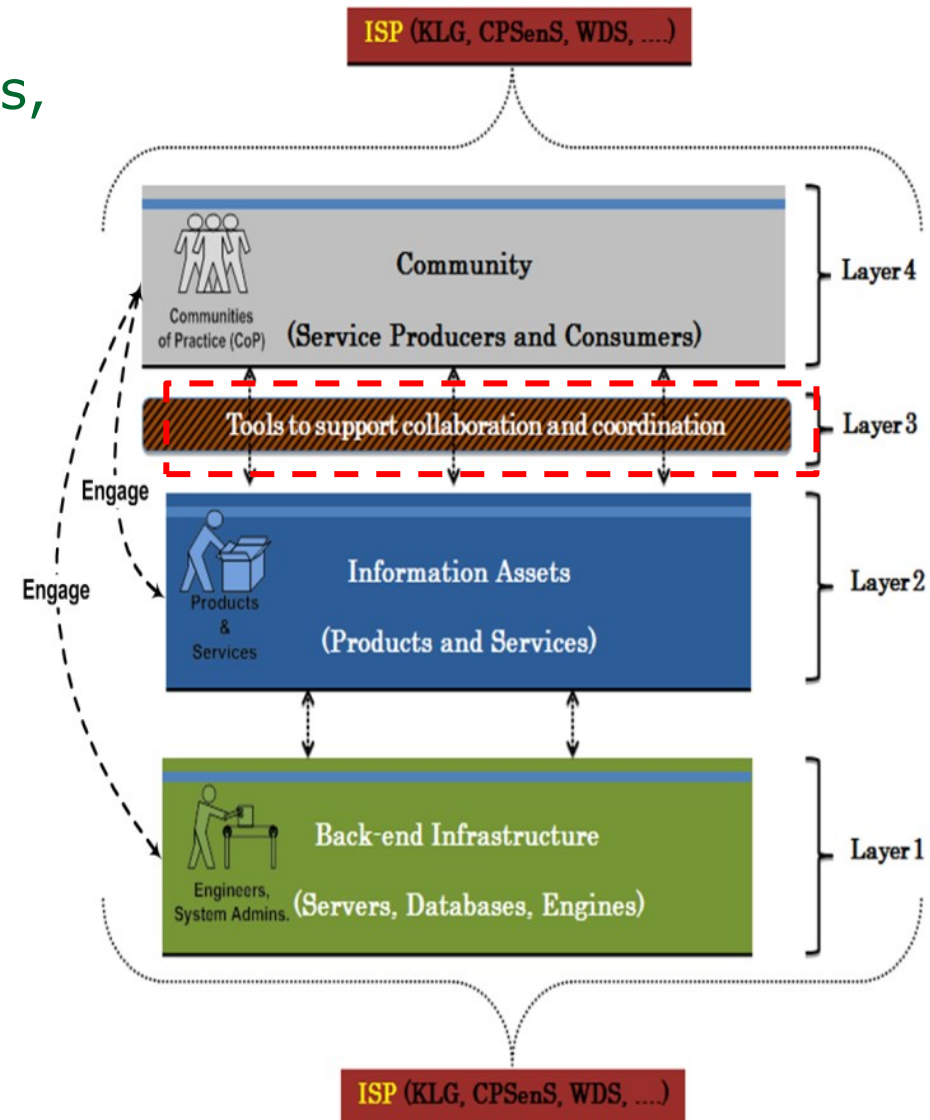 ISP (KLG, CPSenS, WDS, ....)
s,
Community
Layer 4
Communities
of Practice (CoP)
(Service Producers and Consumers)
Tools to support collaboration and coordination
Layer 3
Engage
Engage
Information Assets
Layer 2
Products
&
Services
(Products and Services)
Back-end Infrastructure
Layer 1
Engineers,
System Admins.
(Servers, Databases, Engines)
ISP (KLG, CPSenS, WDS, ....)